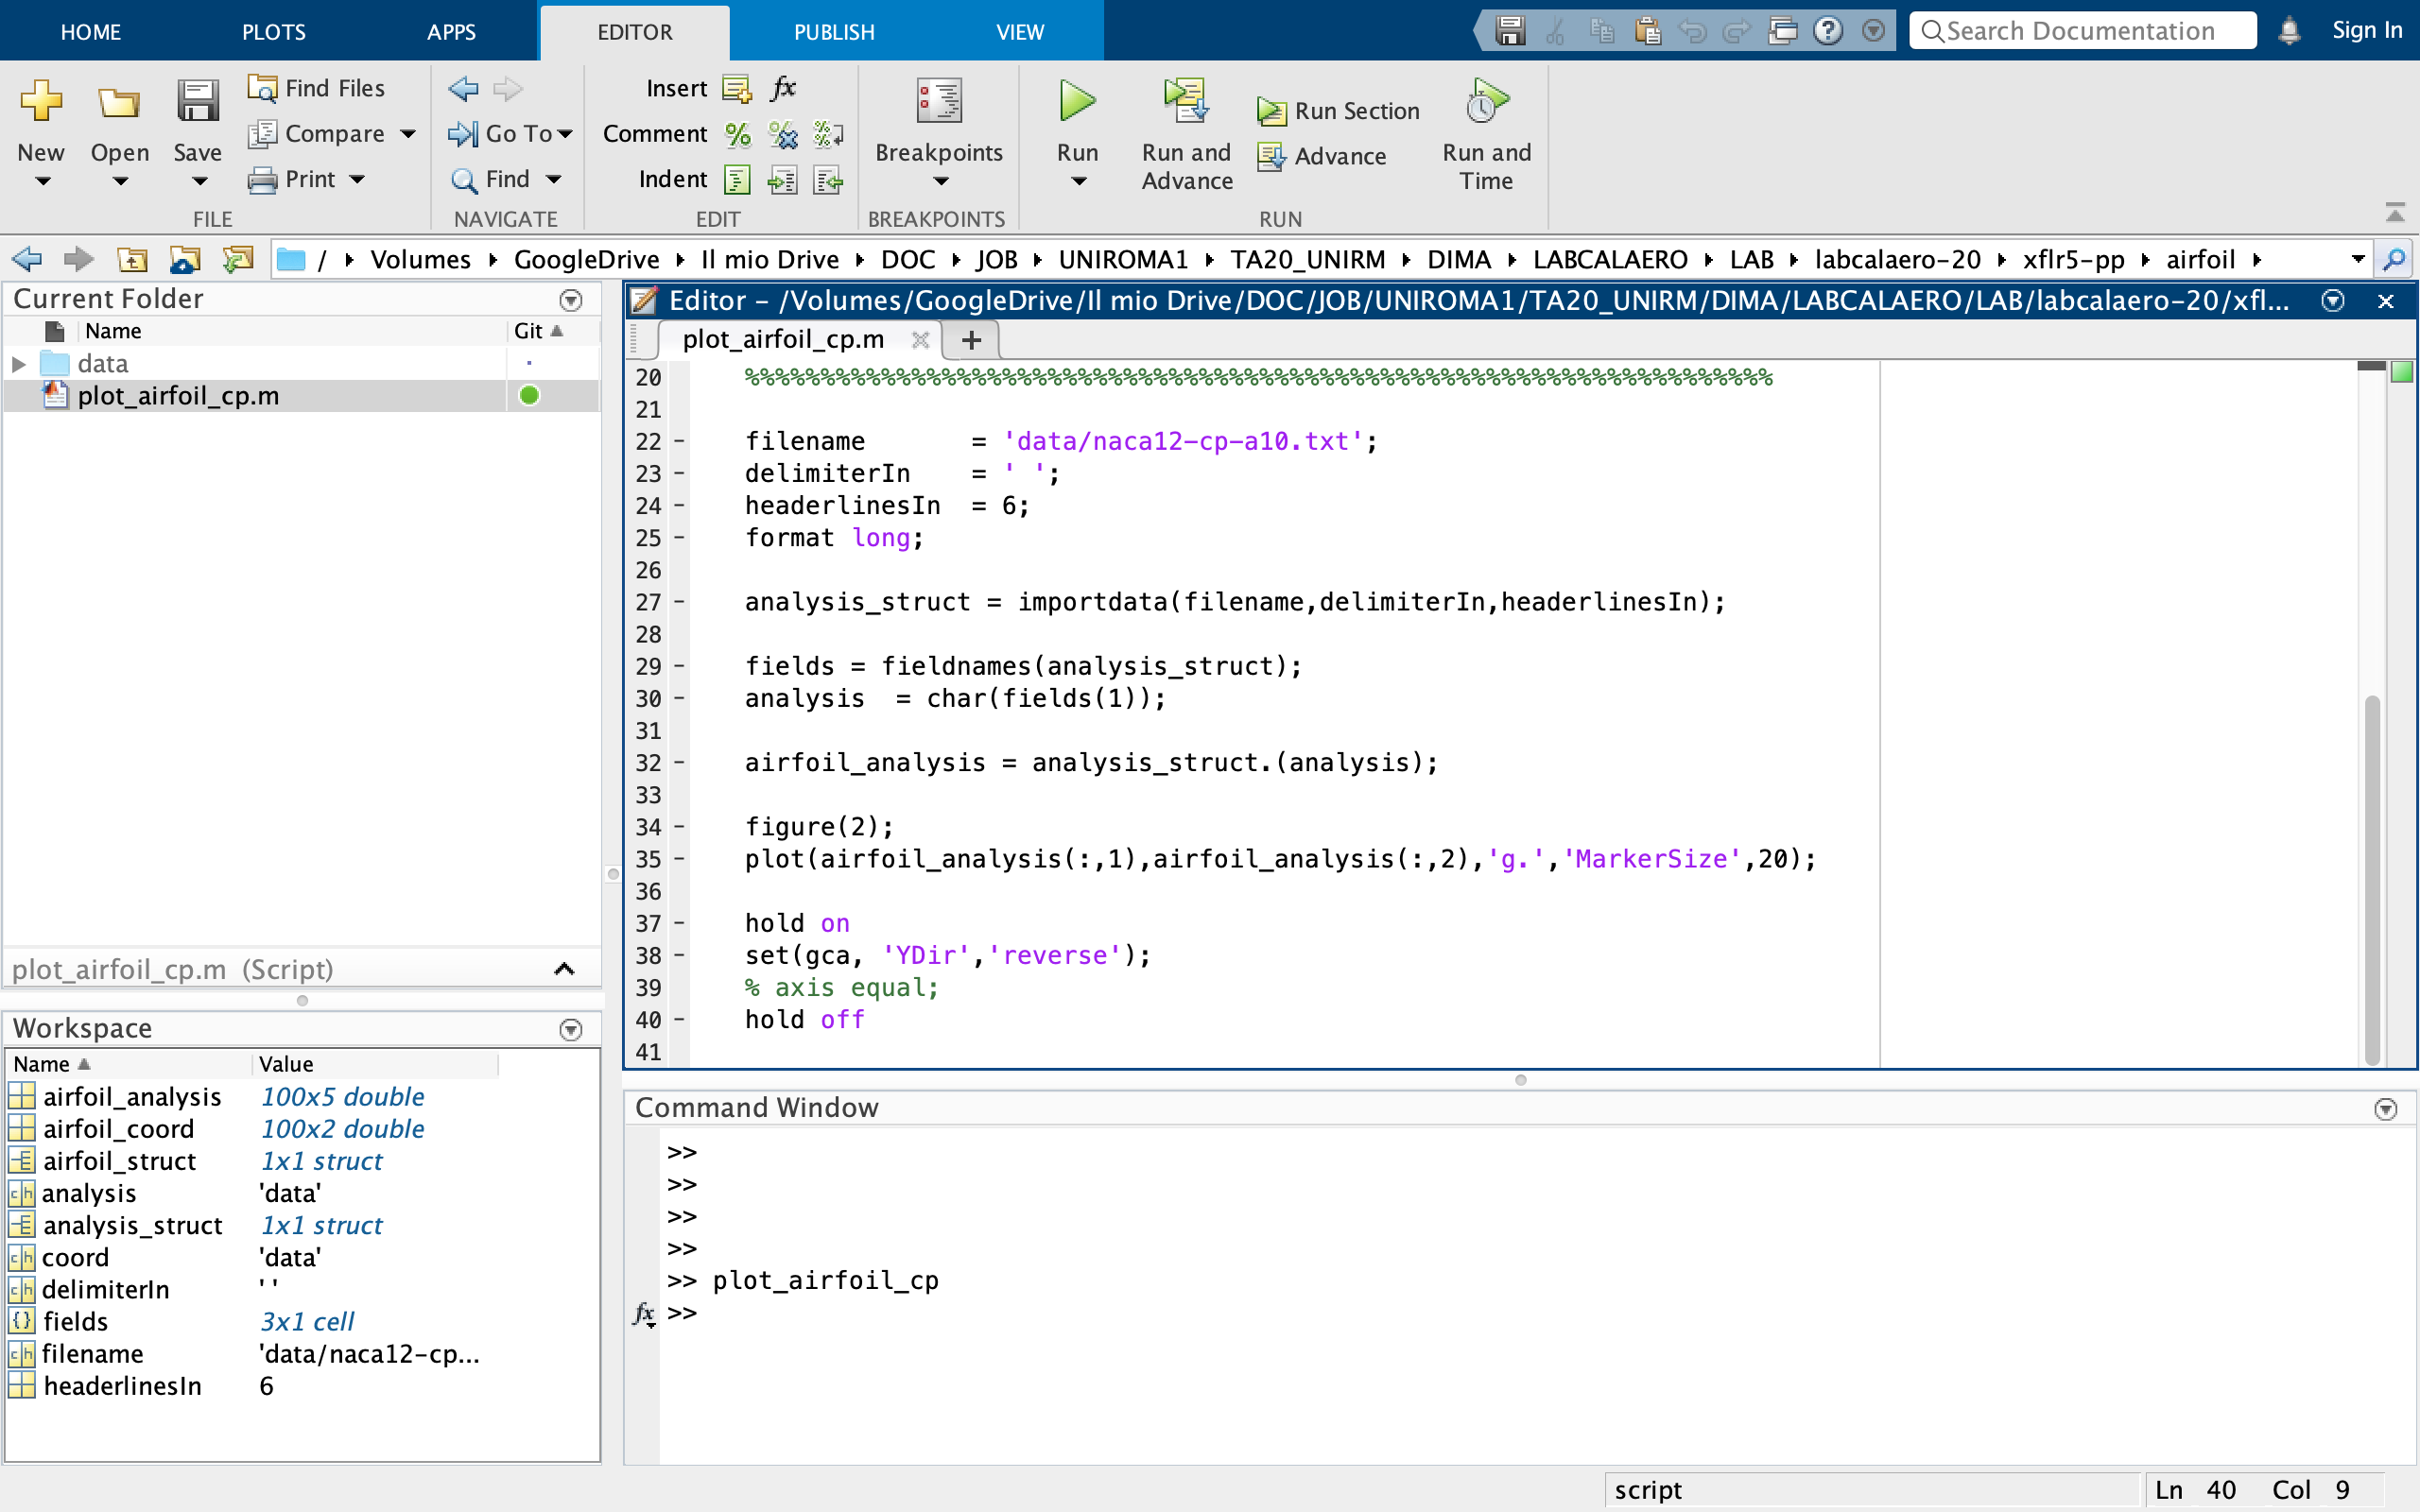 HOME PLOTS APPS EDITOR PUBLISH VIEW Search Documentation Sign In
New Open Save Find Files Compare Print
FILE
Go To Find
NAVIGATE
Insert fx
Comment
Indent
EDIT
Breakpoints
BREAKPOINTS
Run
Run and Advance
Run Section
Advance
Run and Time
RUN
/ Volumes GoogleDrive Il mio Drive DOC JOB UNIROMA1 TA20_UNIRM DIMA LABCALAERO LAB labcalaero-20 xflr5-pp airfoil
Current Folder
Name Git
data
plot_airfoil_cp.m
plot_airfoil_cp.m (Script)
Workspace
Name Value
airfoil_analysis 100x5 double
airfoil_coord 100x2 double
airfoil_struct 1x1 struct
analysis 'data'
analysis_struct 1x1 struct
coord 'data'
delimiterIn ' '
fields 3x1 cell
filename 'data/naca12-cp...
headerlinesIn 6
Editor - /Volumes/GoogleDrive/Il mio Drive/DOC/JOB/UNIROMA1/TA20_UNIRM/DIMA/LABCALAERO/LAB/labcalaero-20/xfl...
plot_airfoil_cp.m
20 %%%%%%%%%%%%%%%%%%%%%%%%%%%%%%%%%%%%%%%%%%%%%%%%%%%%%%%%%%%%%%%%%%%%
21
22 - filename       = 'data/naca12-cp-a10.txt';
23 - delimiterIn    = ' ';
24 - headerlinesIn  = 6;
25 - format long;
26
27 - analysis_struct = importdata(filename,delimiterIn,headerlinesIn);
28
29 - fields = fieldnames(analysis_struct);
30 - analysis  = char(fields(1));
31
32 - airfoil_analysis = analysis_struct.(analysis);
33
34 - figure(2);
35 - plot(airfoil_analysis(:,1),airfoil_analysis(:,2),'g.','MarkerSize',20);
36
37 - hold on
38 - set(gca, 'YDir','reverse');
39 % axis equal;
40 - hold off
41
Command Window
>>
>>
>>
>>
>> plot_airfoil_cp
fx >>
script Ln 40 Col 9